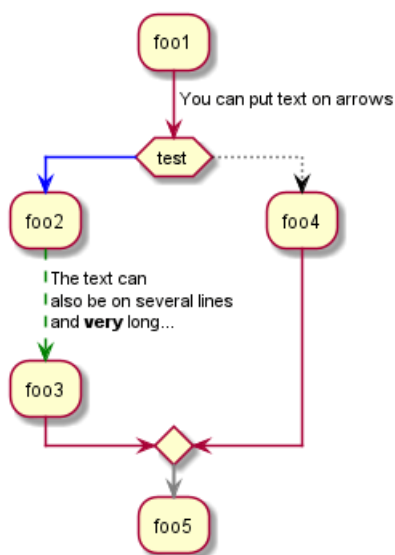 foo1
You can put text on arrows
test
foo2
foo4
The text can
also be on several lines
and very long...
foo3
foo5